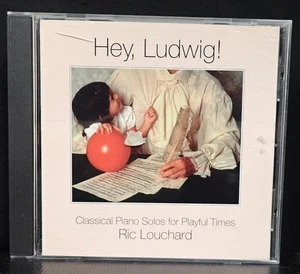 Hey, Ludwig!
Classical Piano Solos for Playful Times
Ric Louchard